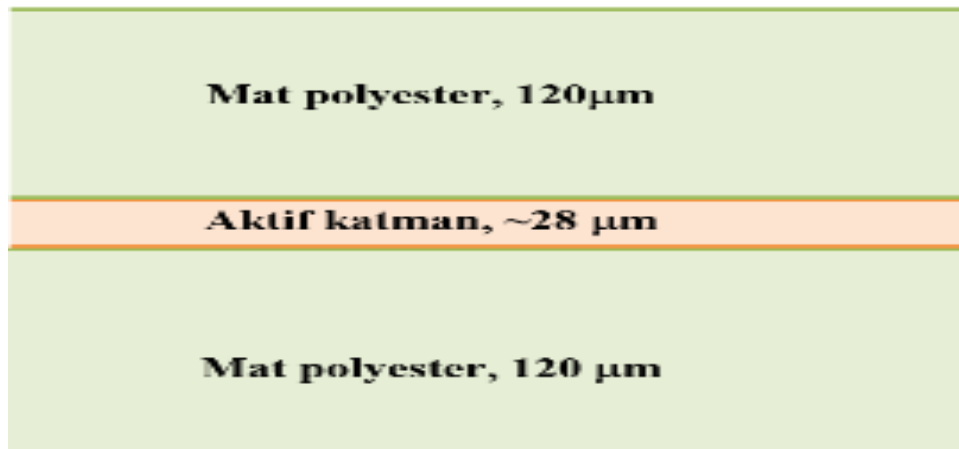 Mat polyester, 120μm
Aktif katman, ~28 μm
Mat polyester, 120 μm